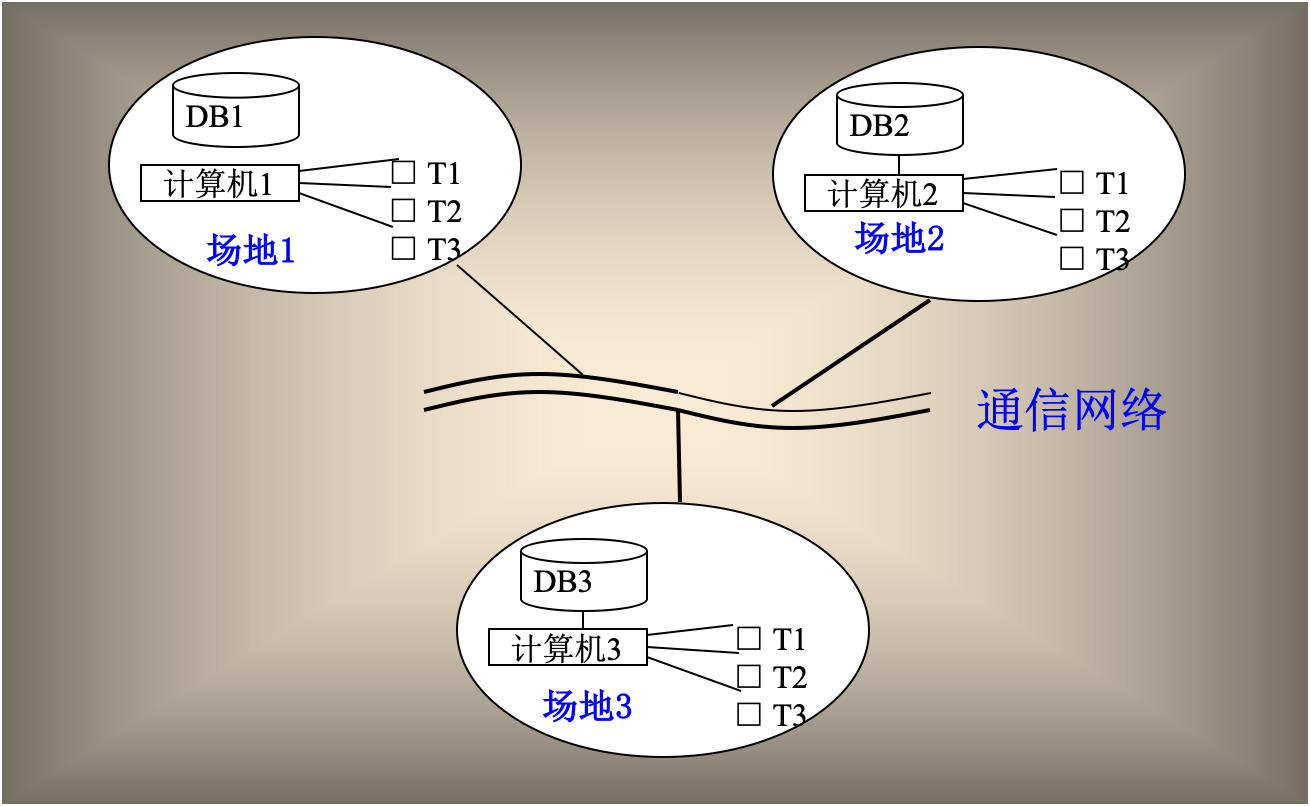 DB1
计算机1
□ T1
□ T2
□ T3
场地1
DB2
计算机2
□ T1
□ T2
□ T3
场地2
通信网络
DB3
计算机3
□ T1
□ T2
□ T3
场地3